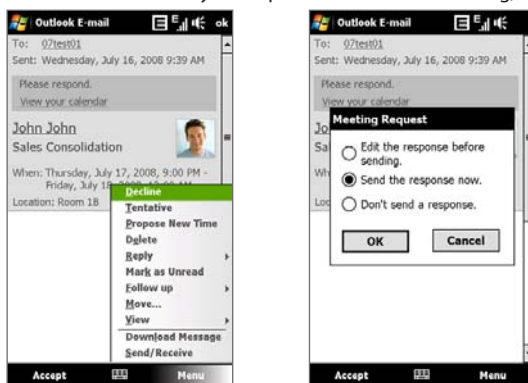 Outlook E-mail
ok
To: 07test01
Sent: Wednesday, July 16, 2008 9:39 AM
Please respond.
View your calendar
John John
Sales Consolidation
When: Thursday, July 17, 2008, 9:00 PM -
Friday, July 18
Location: Room 1B
Decline
Tentative
Propose New Time
Delete
Reply
Mark as Unread
Follow up
Move...
View
Download Message
Send/Receive
Accept
Menu
Outlook E-mail
To: 07test01
Sent: Wednesday, July 16, 2008 9:39 AM
Please respond.
View your calendar
Meeting Request
Edit the response before
sending.
Send the response now.
Don't send a response.
OK
Cancel
Accept
Menu